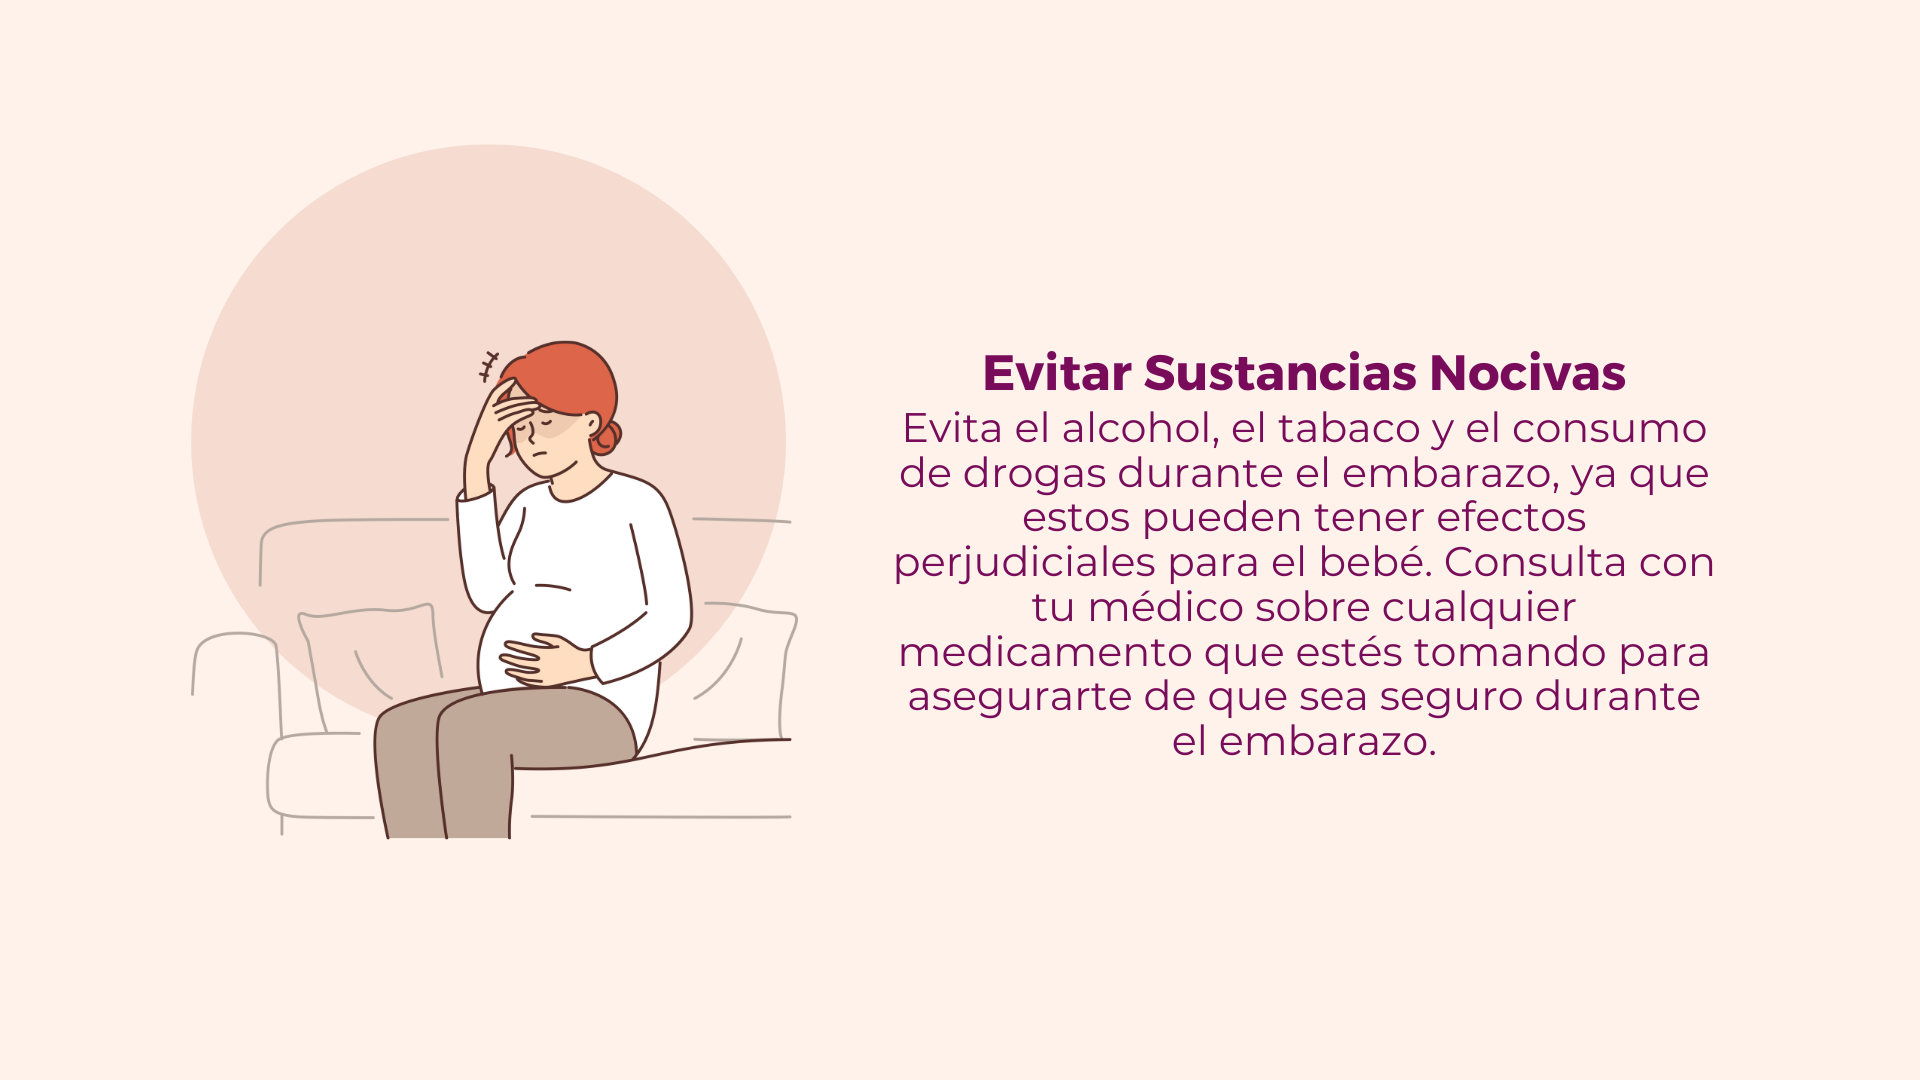 Evitar Sustancias Nocivas
Evita el alcohol, el tabaco y el consumo
de drogas durante el embarazo, ya que
estos pueden tener efectos
perjudiciales para el bebé. Consulta con
tu médico sobre cualquier
medicamento que estés tomando para
asegurarte de que sea seguro durante
el embarazo.